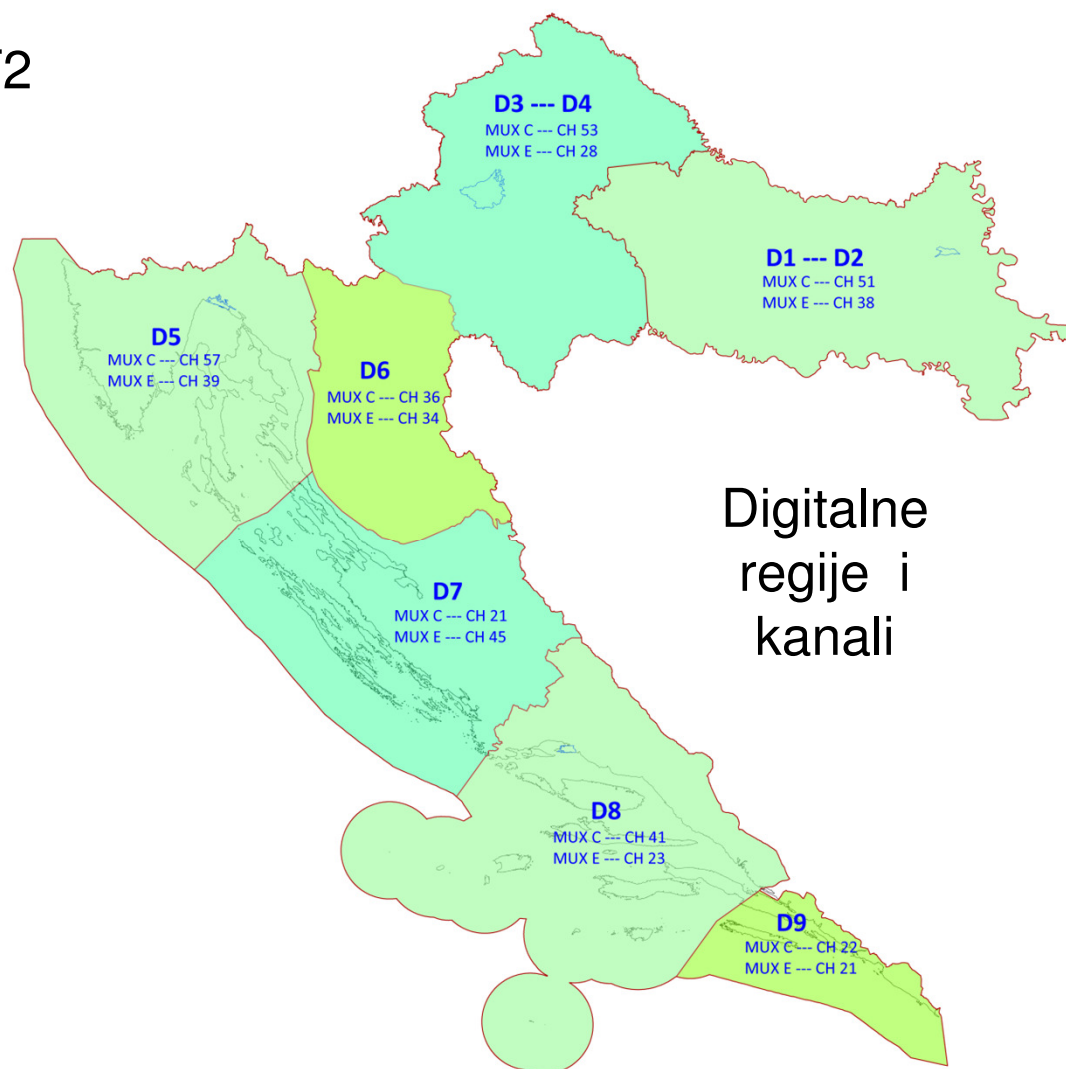 2
D3 --- D4
MUX C --- CH 53
MUX E --- CH 28
D1 --- D2
MUX C --- CH 51
MUX E --- CH 38
D5
MUX C --- CH 57
MUX E --- CH 39
D6
MUX C --- CH 36
MUX E --- CH 34
Digitalne
regije i
kanali
D7
MUX C --- CH 21
MUX E --- CH 45
D8
MUX C --- CH 41
MUX E --- CH 23
D9
MUX C --- CH 22
MUX E --- CH 21